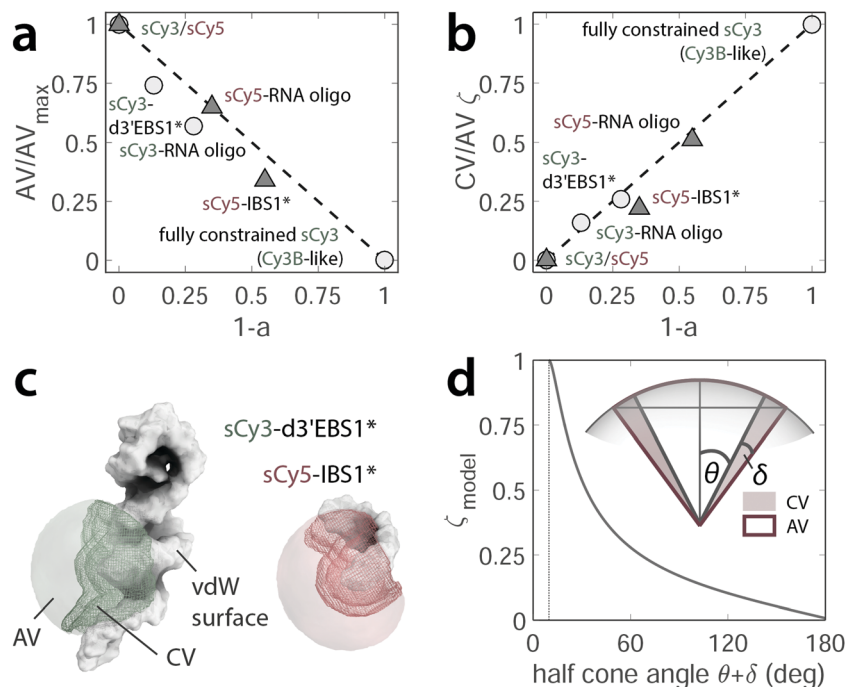 a
1
0.75
0.5
0.25
0
AV/AVmax
sCy3/sCy5
sCy5-RNA oligo
sCy3-
d3'EBS1*
sCy3-RNA oligo
sCy5-IBS1*
fully constrained sCy3
(Cy3B-like)
0
0.25
0.5
0.75
1
1-a
b
1
0.75
0.5
0.25
0
CV/AV ζ
fully constrained sCy3
(Cy3B-like)
sCy5-RNA oligo
sCy3-
d3'EBS1*
sCy5-IBS1*
sCy3-RNA oligo
sCy3/sCy5
0
0.25
0.5
0.75
1
1-a
c
sCy3-d3'EBS1*
sCy5-IBS1*
vdW
surface
AV
CV
d
1
0.75
0.5
0.25
0
ζ model
θ
δ
CV
AV
0
60
120
180
half cone angle θ+δ (deg)